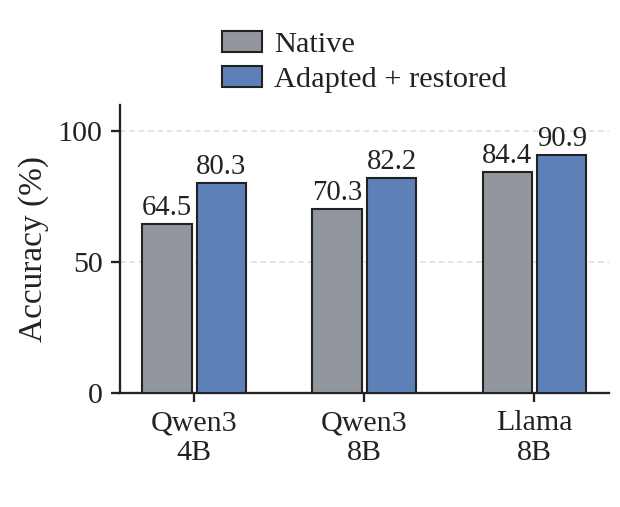 Native
Adapted + restored
Accuracy (%)
100
50
0
64.5
80.3
70.3
82.2
84.4
90.9
Qwen3
4B
Qwen3
8B
Llama
8B